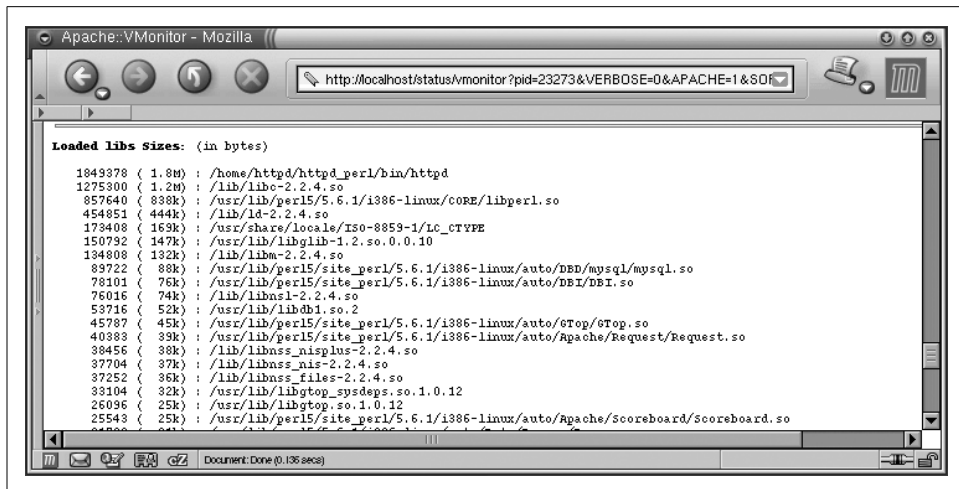 Apache::VMonitor - Mozilla
http://localhost/status/vmonitor?pid=23273&VERBOSE=0&APACHE=1&SOR
Loaded libs Sizes: (in bytes)
1849378 ( 1.8M) : /home/httpd/httpd_perl/bin/httpd
1275300 ( 1.2M) : /lib/libc-2.2.4.so
857640 ( 838k) : /usr/lib/perl5/5.6.1/i386-linux/CORE/libperl.so
454851 ( 444k) : /lib/ld-2.2.4.so
173408 ( 169k) : /usr/share/locale/ISO-8859-1/LC_CTYPE
150792 ( 147k) : /usr/lib/libglib-1.2.so.0.0.10
134808 ( 132k) : /lib/libm-2.2.4.so
89722 ( 88k) : /usr/lib/perl5/site_perl/5.6.1/i386-linux/auto/DBD/mysql/mysql.so
78101 ( 76k) : /usr/lib/perl5/site_perl/5.6.1/i386-linux/auto/DBI/DBI.so
76016 ( 74k) : /lib/libnsl-2.2.4.so
53716 ( 52k) : /usr/lib/libdb1.so.2
45787 ( 45k) : /usr/lib/perl5/site_perl/5.6.1/i386-linux/auto/GTop/GTop.so
40383 ( 39k) : /usr/lib/perl5/site_perl/5.6.1/i386-linux/auto/Apache/Request/Request.so
38456 ( 38k) : /lib/libnss_nisplus-2.2.4.so
37704 ( 37k) : /lib/libnss_nis-2.2.4.so
37252 ( 36k) : /lib/libnss_files-2.2.4.so
33104 ( 32k) : /usr/lib/libgtop_sysdeps.so.1.0.12
26096 ( 25k) : /usr/lib/libgtop.so.1.0.12
25543 ( 25k) : /usr/lib/perl5/site_perl/5.6.1/i386-linux/auto/Apache/Scoreboard/Scoreboard.so
Document: Done (0.136 secs)